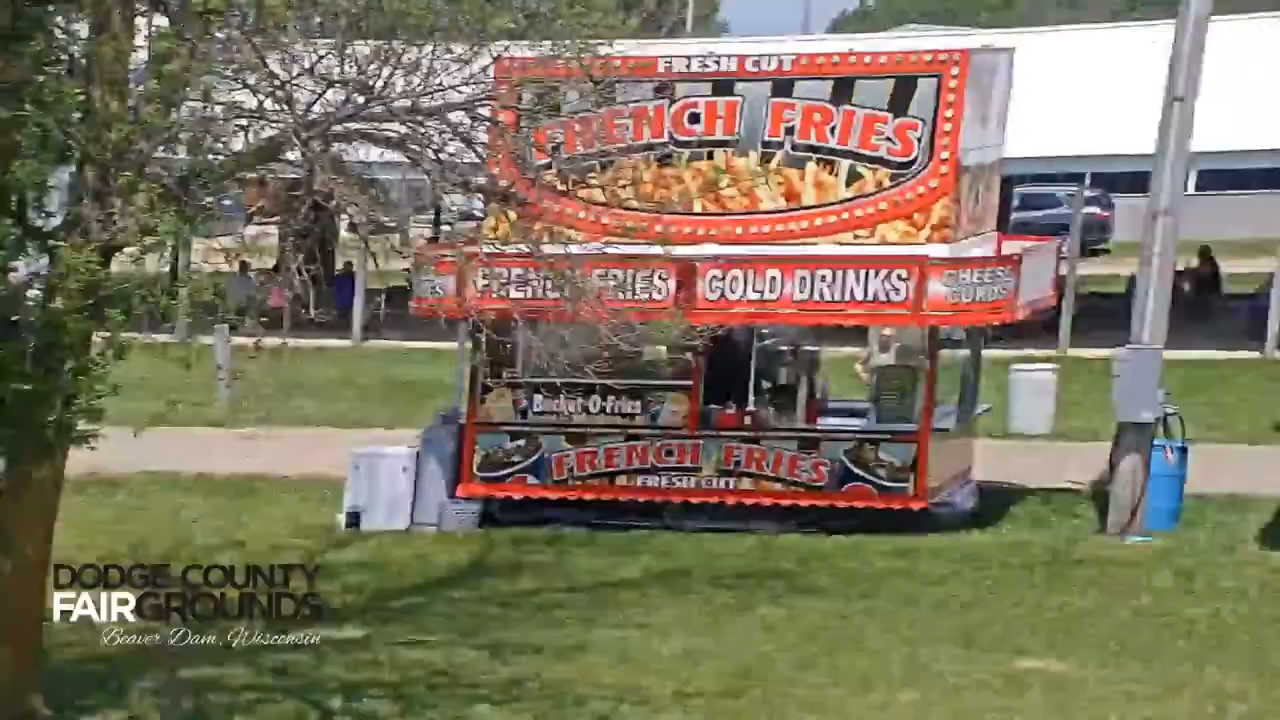 FRESH CUT
FRENCH FRIES
FRENCH FRIES COLD DRINKS CHEESE CURDS
Bucket-O-Fries
FRENCH FRIES
FRESH CUT
DODGE COUNTY
FAIRGROUNDS
Beaver Dam, Wisconsin